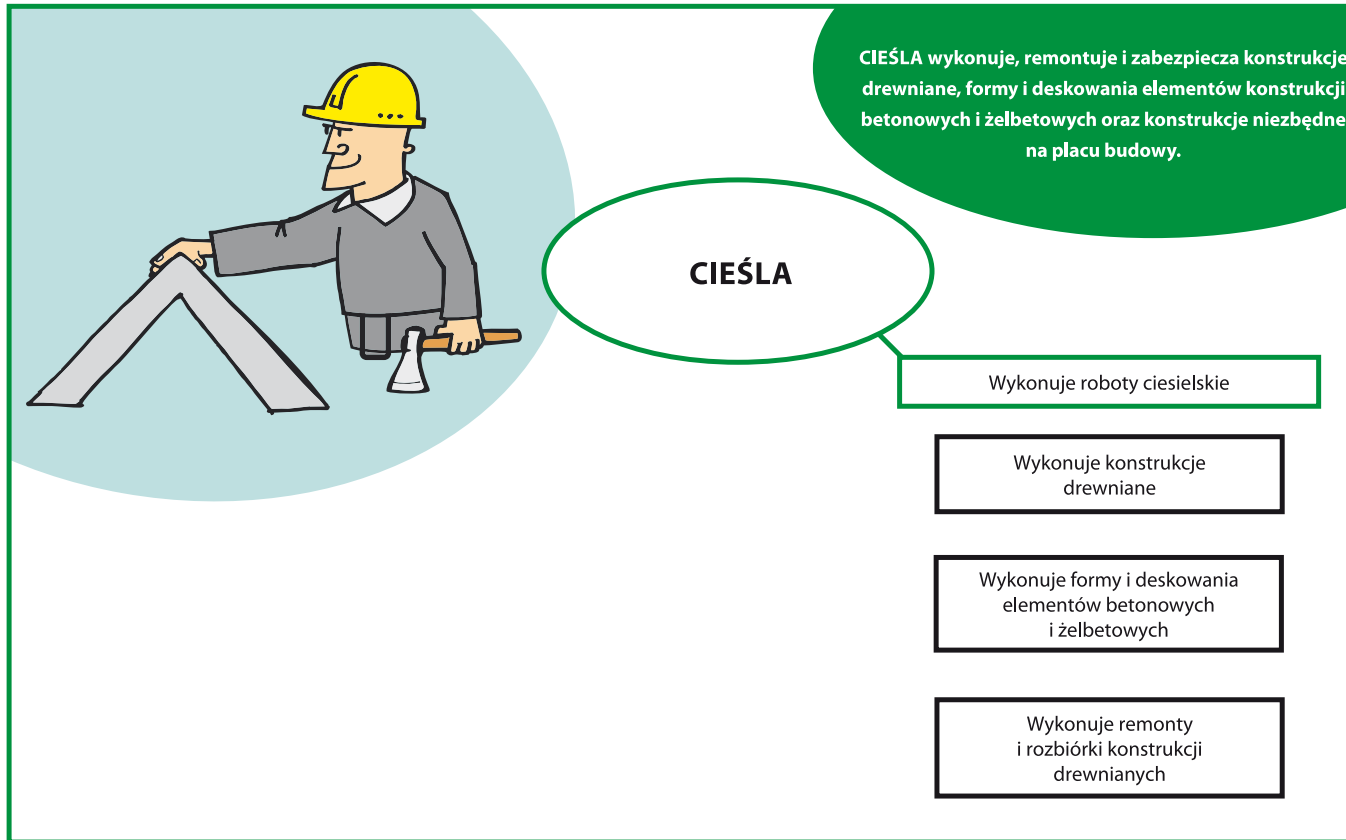 CIEŚLA wykonuje, remontuje i zabezpiecza konstrukcje
drewniane, formy i deskowania elementów konstrukcji
betonowych i żelbetowych oraz konstrukcje niezbędne
na placu budowy.
CIEŚLA
Wykonuje roboty ciesielskie
Wykonuje konstrukcje
drewniane
Wykonuje formy i deskowania
elementów betonowych
i żelbetowych
Wykonuje remonty
i rozbiórki konstrukcji
drewnianych